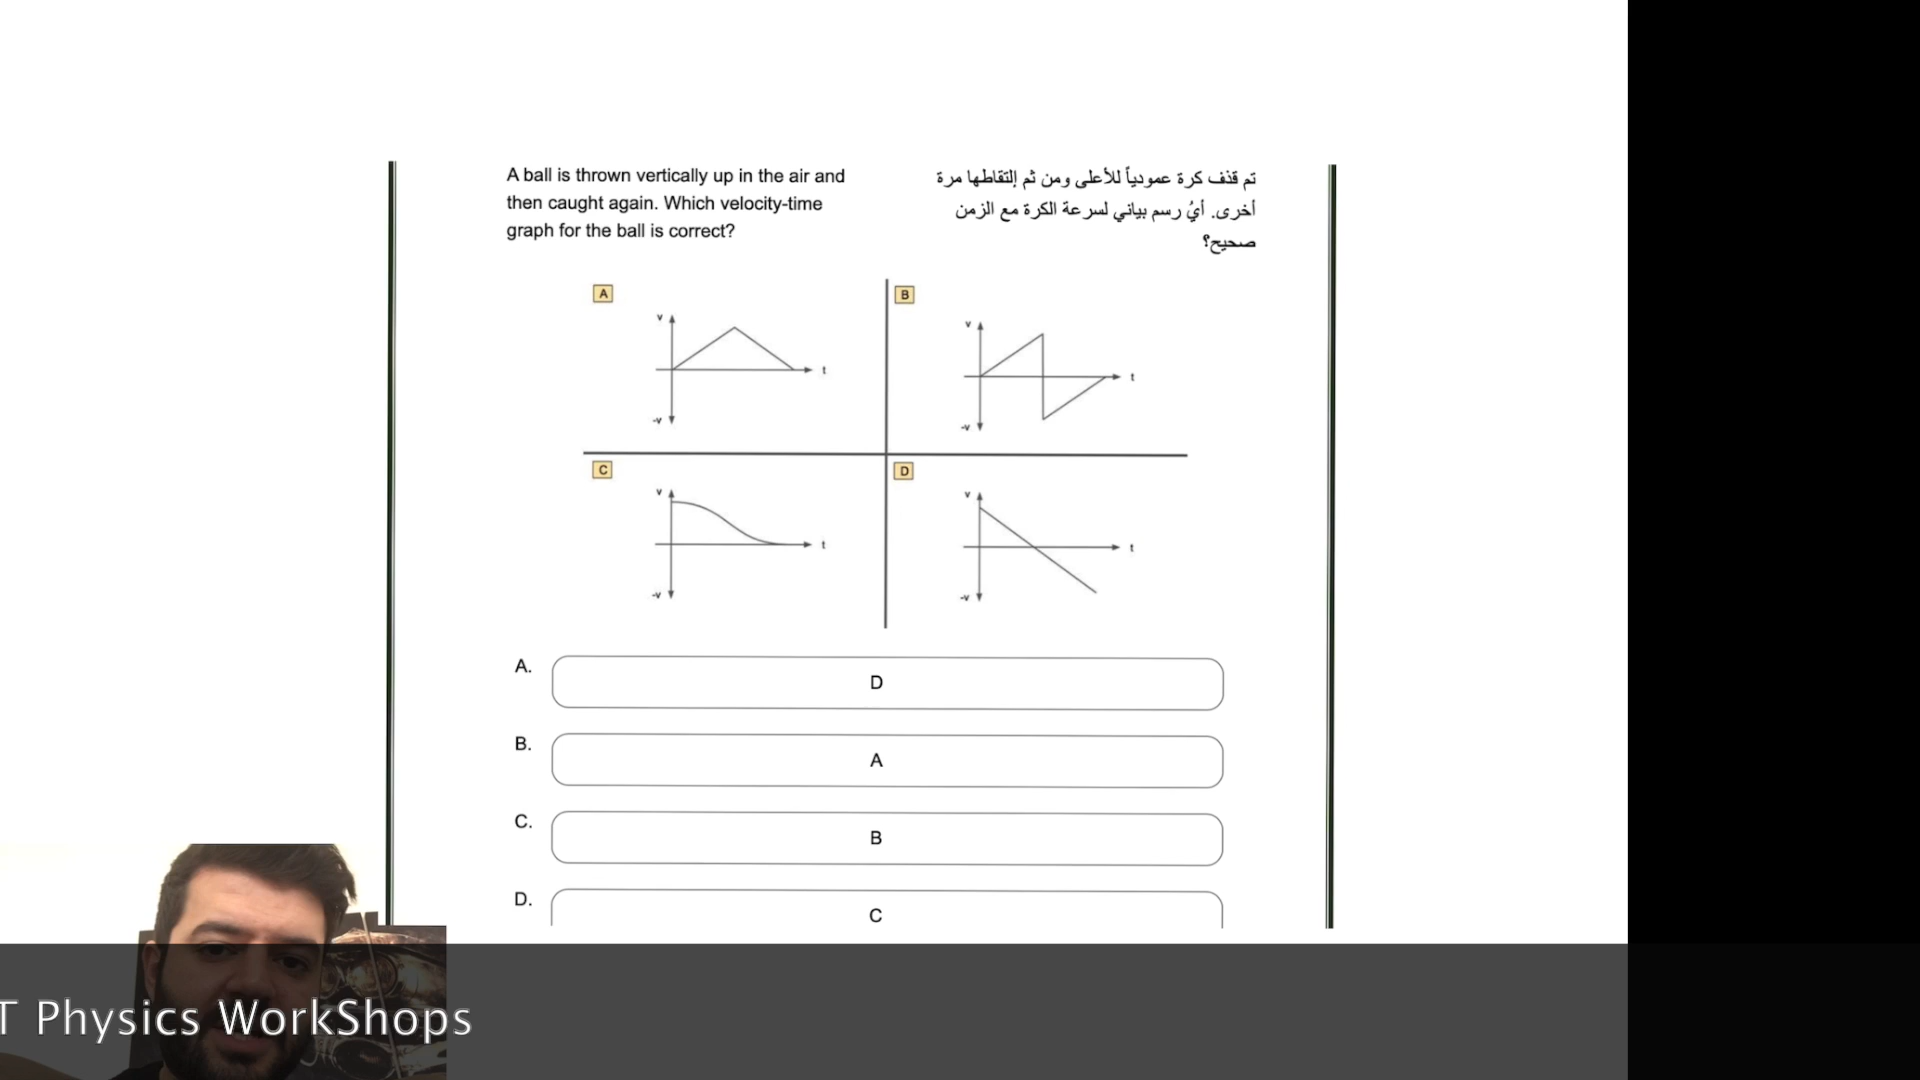 A ball is thrown vertically up in the air and
then caught again. Which velocity-time
graph for the ball is correct?
تم قذف كرة عمودياً للأعلى ومن ثم إلتقاطها مرة
أخرى. أيُ رسم بياني لسرعة الكرة مع الزمن
صحيح؟
A
v
t
-v
B
v
t
-v
C
v
t
-v
D
v
t
-v
A.
D
B.
A
C.
B
D.
C
T Physics WorkShops